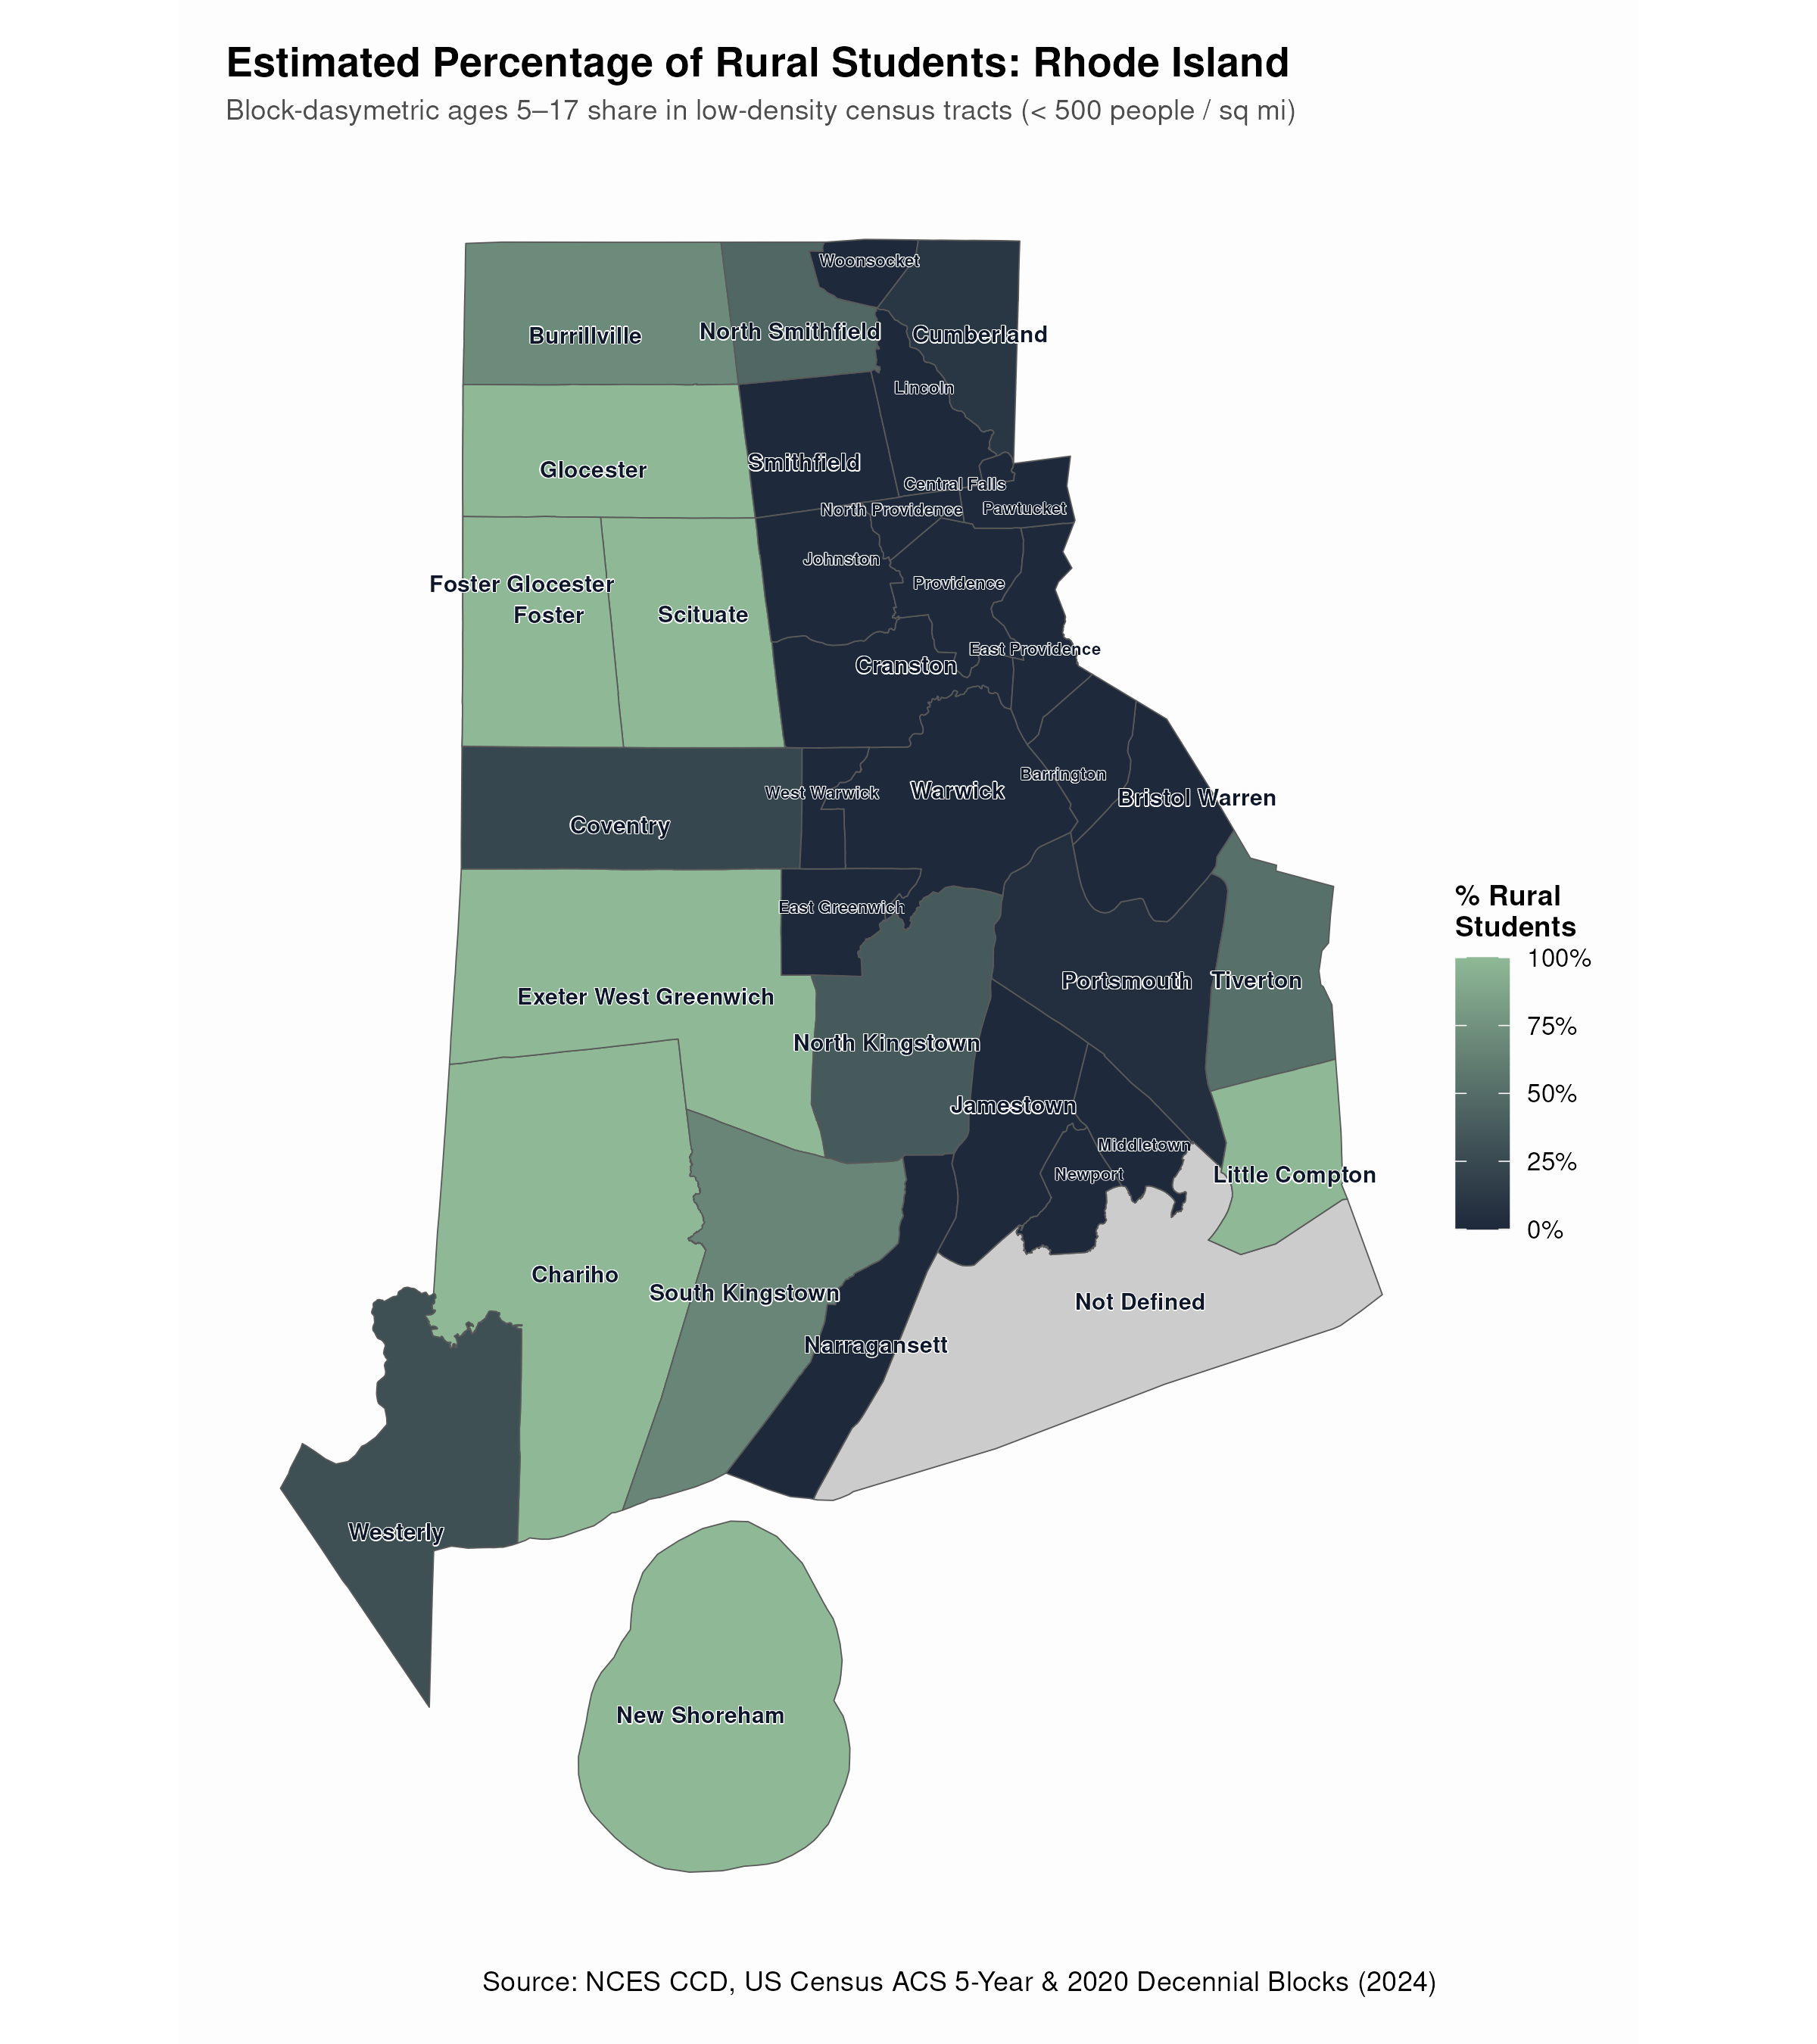 Estimated Percentage of Rural Students: Rhode Island
Block-dasymetric ages 5–17 share in low-density census tracts (< 500 people / sq mi)
Woonsocket
Burrillville
North Smithfield
Cumberland
Lincoln
Glocester
Smithfield
Central Falls
North Providence
Pawtucket
Johnston
Foster Glocester
Providence
Foster
Scituate
East Providence
Cranston
Barrington
West Warwick
Warwick
Bristol Warren
Coventry
East Greenwich
Exeter West Greenwich
Portsmouth
Tiverton
North Kingstown
Jamestown
Middletown
Newport
Little Compton
Chariho
South Kingstown
Not Defined
Narragansett
Westerly
New Shoreham
% Rural
Students
100%
75%
50%
25%
0%
Source: NCES CCD, US Census ACS 5-Year & 2020 Decennial Blocks (2024)